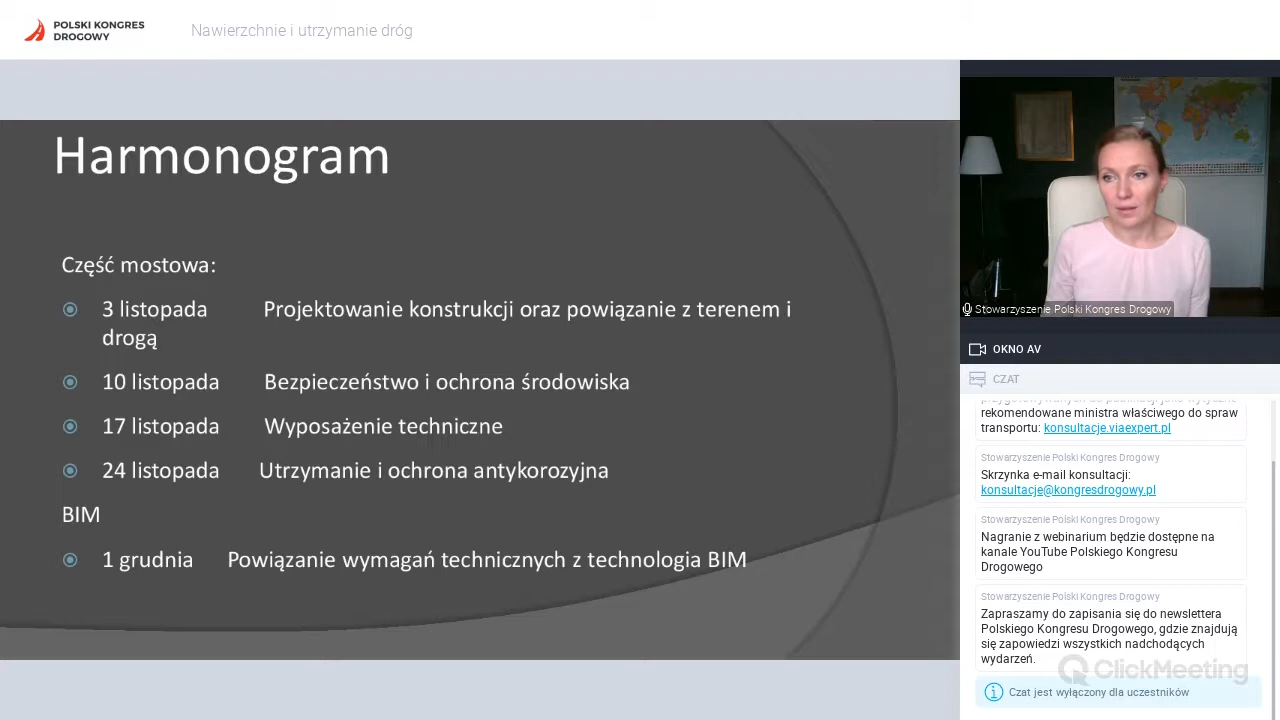 POLSKI KONGRES
DROGOWY
Nawierzchnie i utrzymanie dróg
Harmonogram
Część mostowa:
3 listopada Projektowanie konstrukcji oraz powiązanie z terenem i
drogą
10 listopada Bezpieczeństwo i ochrona środowiska
17 listopada Wyposażenie techniczne
24 listopada Utrzymanie i ochrona antykorozyjna
BIM
1 grudnia Powiązanie wymagań technicznych z technologia BIM
Stowarzyszenie Polski Kongres Drogowy
OKNO AV
CZAT
rekomendowane ministra właściwego do spraw
transportu: konsultacje.viaexpert.pl
Stowarzyszenie Polski Kongres Drogowy
Skrzynka e-mail konsultacji:
konsultacje@kongresdrogowy.pl
Stowarzyszenie Polski Kongres Drogowy
Nagranie z webinarium będzie dostępne na
kanale YouTube Polskiego Kongresu
Drogowego
Stowarzyszenie Polski Kongres Drogowy
Zapraszamy do zapisania się do newslettera
Polskiego Kongresu Drogowego, gdzie znajdują
się zapowiedzi wszystkich nadchodzących
wydarzeń.
ClickMeeting
Czat jest wyłączony dla uczestników